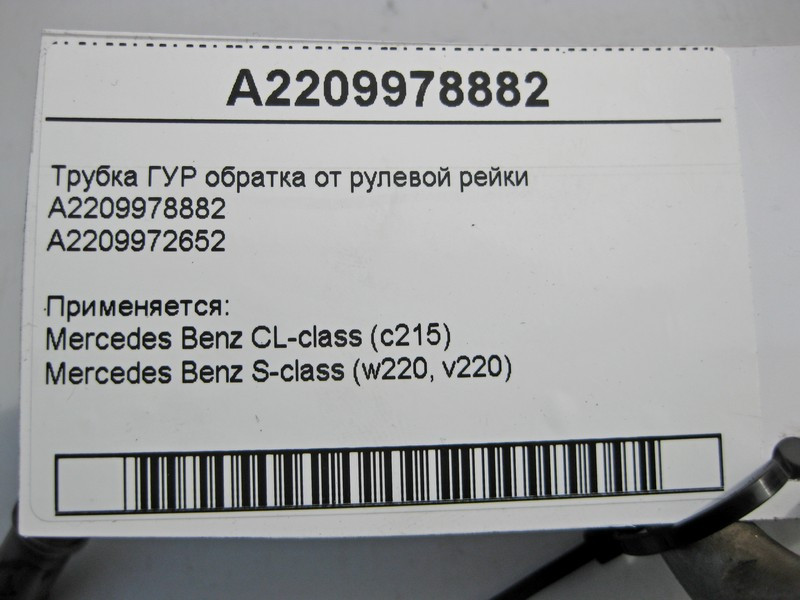 A2209978882
Трубка ГУР обратка от рулевой рейки
A2209978882
A2209972652
Применяется:
Mercedes Benz CL-class (c215)
Mercedes Benz S-class (w220, v220)